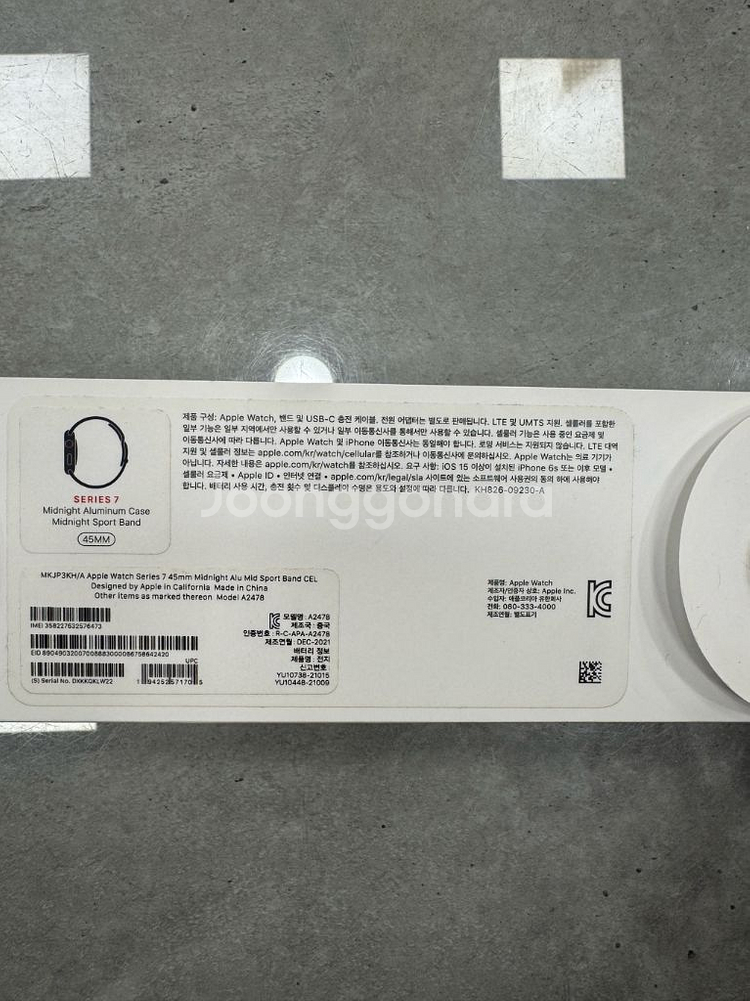 제품 구성: Apple Watch, 밴드 및 USB-C 충전 케이블. 전원 어댑터는 별도로 판매됩니다. LTE 및 UMTS 지원. 셀룰러를 포함한
일부 기능은 일부 지역에서만 사용할 수 있거나 일부 이동통신사를 통해서만 사용할 수 있습니다. 셀룰러 기능은 사용 중인 요금제 및
이동통신사에 따라 다릅니다. Apple Watch 및 iPhone 이동통신사는 동일해야 합니다. 로밍 서비스는 지원되지 않습니다. LTE 대역
지원 및 셀룰러 정보는 apple.com/kr/watch/cellular를 참조하거나 이동통신사에 문의하십시오. Apple Watch는 의료 기기가
아닙니다. 자세한 내용은 apple.com/kr/watch를 참조하십시오. 요구 사항: iOS 15 이상이 설치된 iPhone 6s 또는 이후 모델 •
셀룰러 요금제 • Apple ID • 인터넷 연결 • apple.com/kr/legal/sla 사이트에 있는 소프트웨어 사용권의 동의 하에 사용해야
합니다. 배터리 사용 시간, 충전 횟수 및 디스플레이 수명은 용도와 설정에 따라 다릅니다. KH826-09230-A
Joonggonara
SERIES 7
Midnight Aluminum Case
Midnight Sport Band
45MM
MKJP3KH/A Apple Watch Series 7 45mm Midnight Alu Mid Sport Band CEL
Designed by Apple in California Made in China
Other items as marked thereon Model A2478
IMEI 358227632576473
EID 89049032007008883000086758642420
UPC
(S) Serial No. DXKKQKLW22
1 94252 55170 5
모델명: A2478
제조국: 중국
인증번호: R-C-APA-A2478
제조연월: DEC-2021
배터리 정보
제품명: 전지
신고번호:
YU10738-21015
YU10448-21009
제품명: Apple Watch
제조자/인증자 상호: Apple Inc.
수입자: 애플코리아 유한회사
전화: 080-333-4000
제조연월: 별도표기